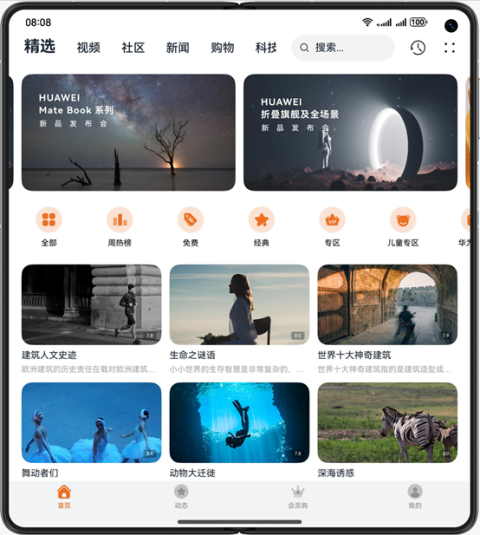 08:08
100
精选 视频 社区 新闻 购物 科技
搜索...
HUAWEI
Mate Book 系列
新品发布会
HUAWEI
折叠旗舰及全场景
新品发布会
全部 周热榜 免费 经典 专区 儿童专区 华为
VIP
7.9
8.0
7.9
建筑人文史迹 生命之谜语 世界十大神奇建筑
欧洲建筑的历史责任在载对欧洲建筑... 小小世界的生存智慧是非常复杂的，... 世界十大神奇建筑指的是建筑造型或...
7.8
舞动者们 动物大迁徙 深海诱惑
首页 动态 会员购 我的